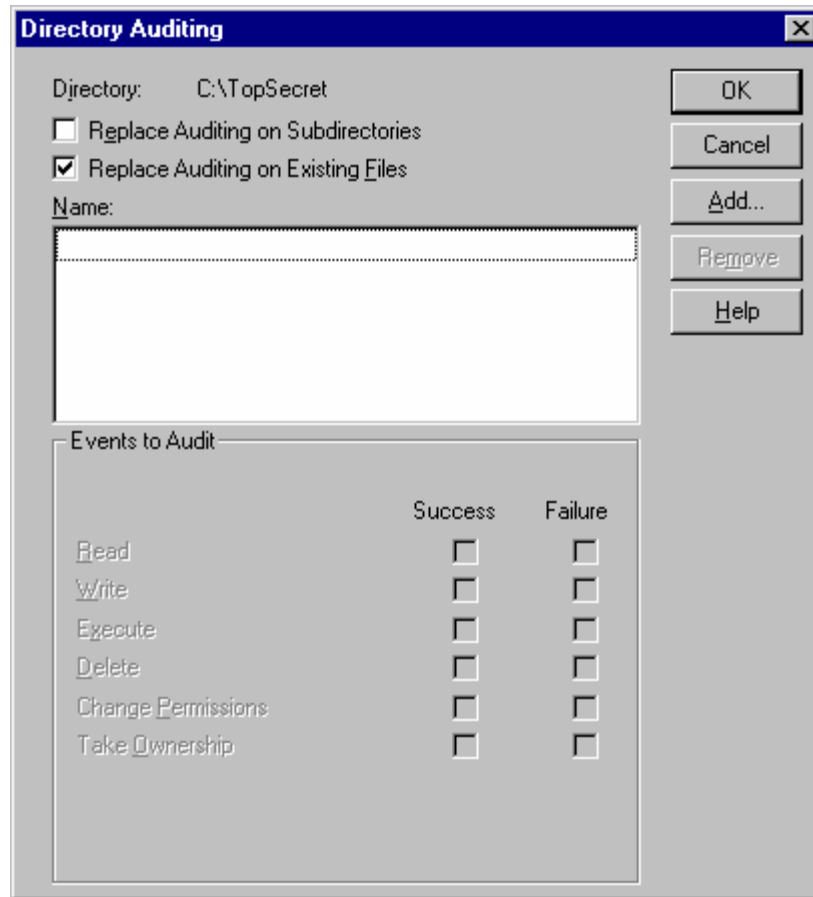 Directory Auditing
Directory: C:\TopSecret
Replace Auditing on Subdirectories
Replace Auditing on Existing Files
Name:
OK
Cancel
Add...
Remove
Help
Events to Audit
Success Failure
Read
Write
Execute
Delete
Change Permissions
Take Ownership